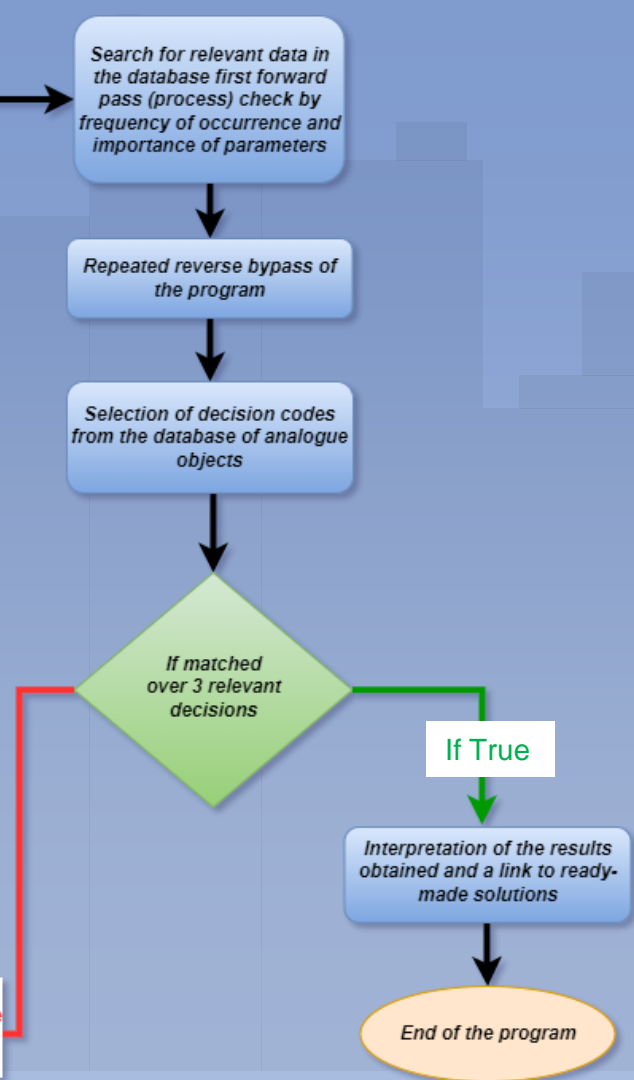 Search for relevant data in
the database first forward
pass (process) check by
frequency of occurrence and
importance of parameters
Repeated reverse bypass of
the program
Selection of decision codes
from the database of analogue
objects
If matched
over 3 relevant
decisions
If True
Interpretation of the results
obtained and a link to ready-
made solutions
End of the program